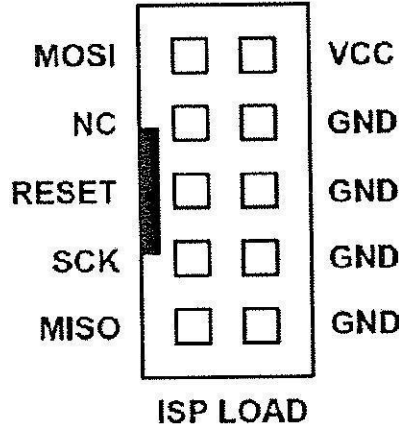 MOSI VCC
NC GND
RESET GND
SCK GND
MISO GND
ISP LOAD